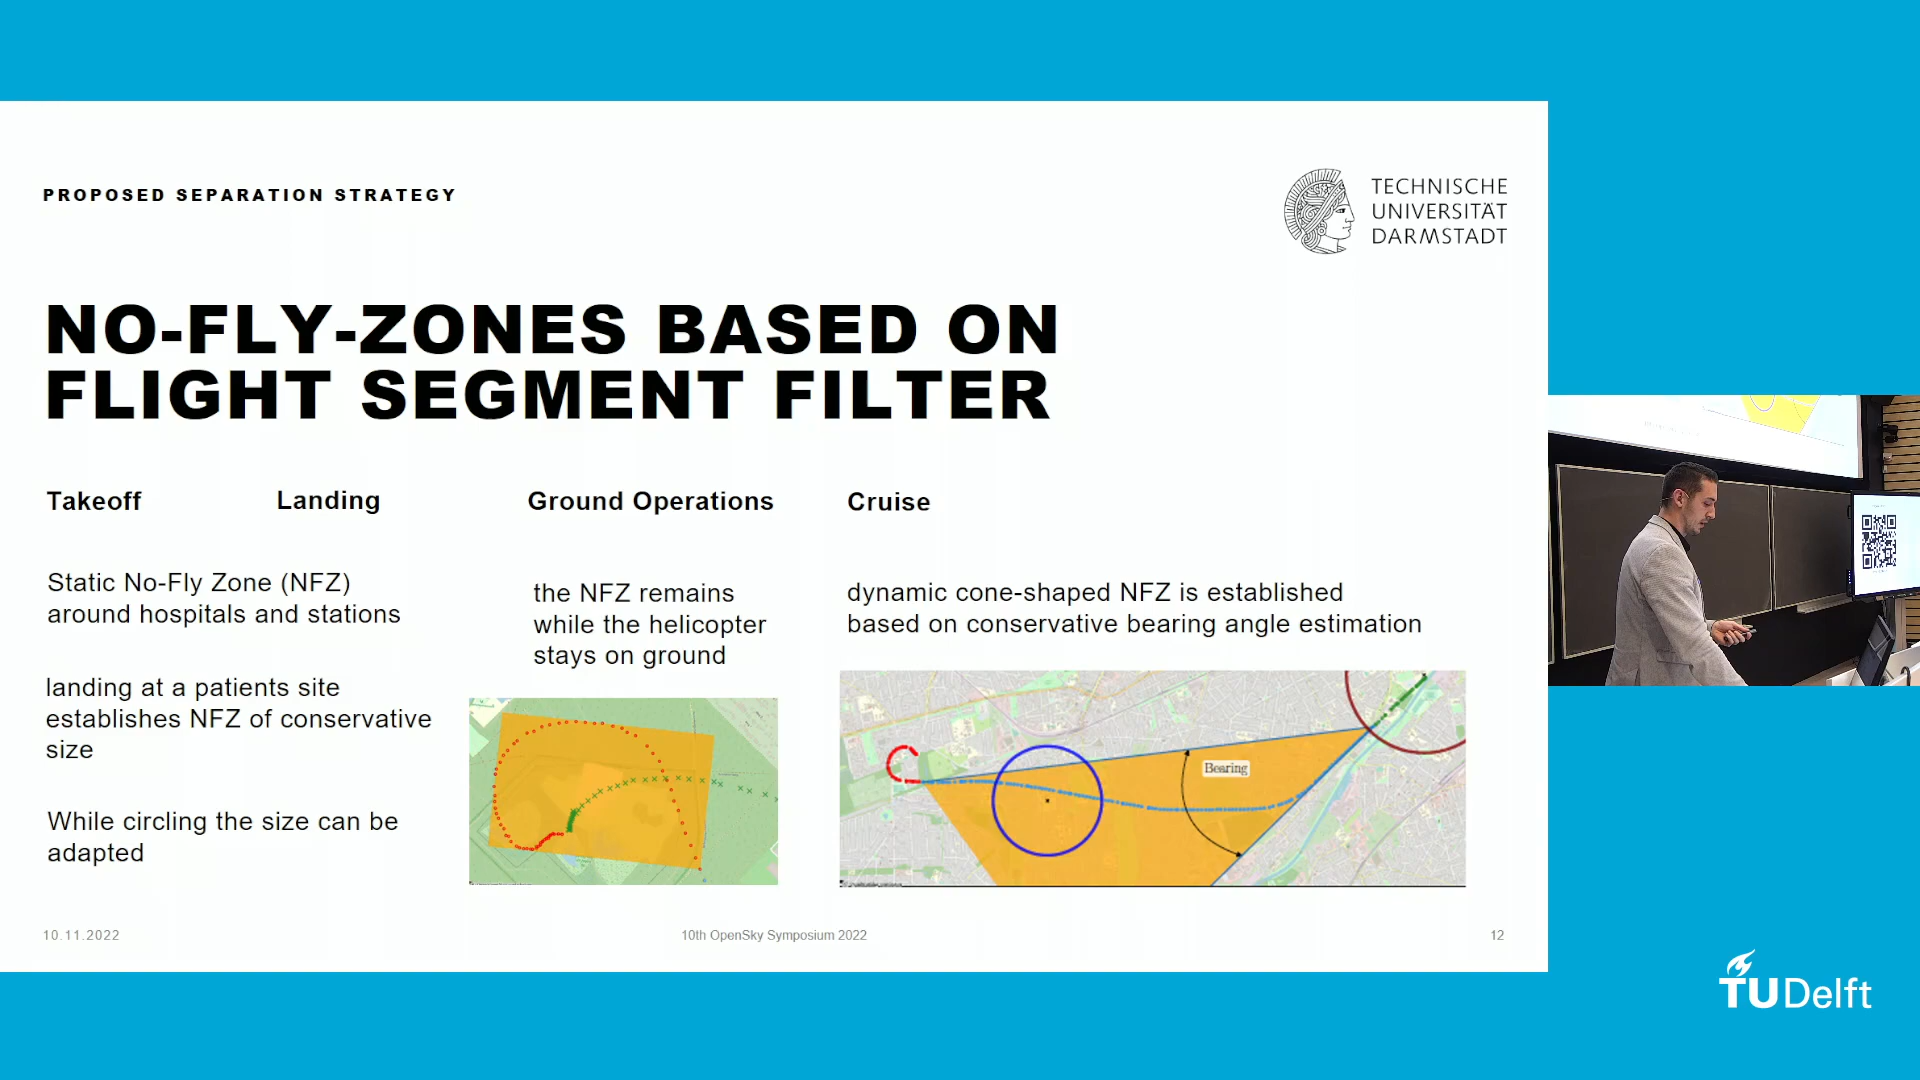 PROPOSED SEPARATION STRATEGY
TECHNISCHE
UNIVERSITÄT
DARMSTADT
NO-FLY-ZONES BASED ON
FLIGHT SEGMENT FILTER
Takeoff
Landing
Ground Operations
Cruise
Static No-Fly Zone (NFZ)
around hospitals and stations
landing at a patients site
establishes NFZ of conservative
size
While circling the size can be
adapted
the NFZ remains
while the helicopter
stays on ground
dynamic cone-shaped NFZ is established
based on conservative bearing angle estimation
Bearing
10.11.2022
10th OpenSky Symposium 2022
12
TUDelft